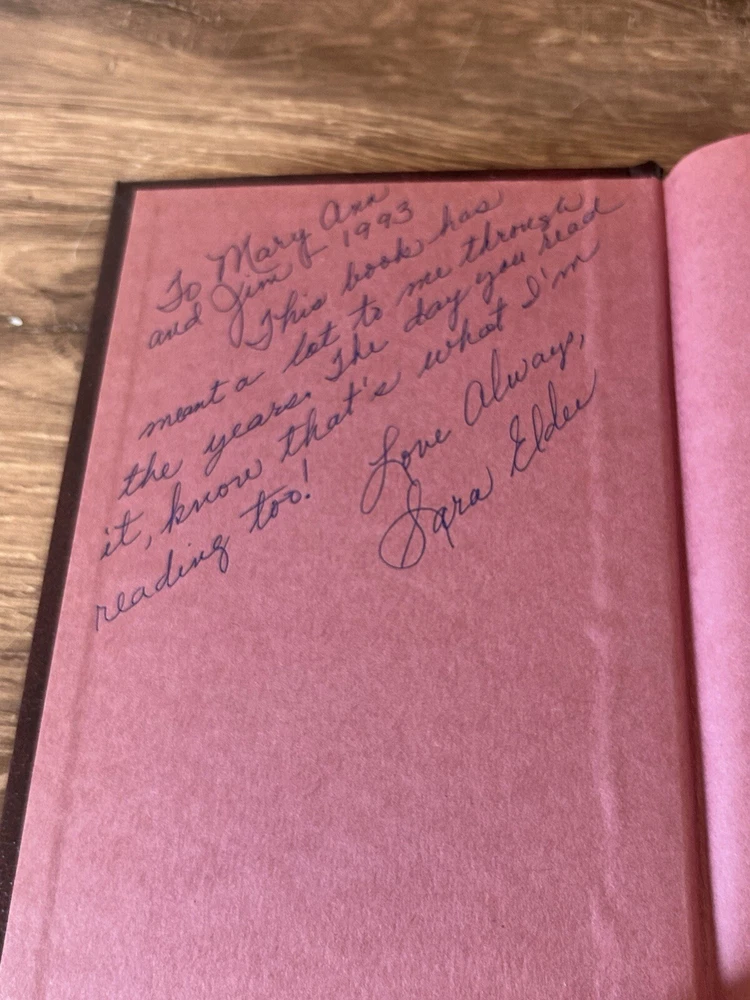 To Mary Ann
and Jim – 1993
This book has
meant a lot to me through
the years. The day you read
it, know that's what I'm
reading too!
Love Always,
Sara Elder